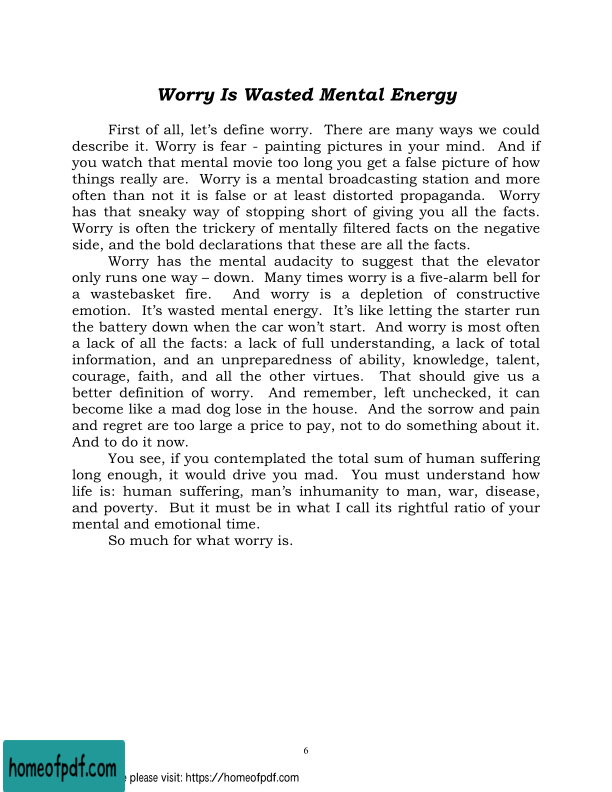 Worry Is Wasted Mental Energy
First of all, let’s define worry.  There are many ways we could
describe it. Worry is fear - painting pictures in your mind.  And if
you watch that mental movie too long you get a false picture of how
things really are.  Worry is a mental broadcasting station and more
often than not it is false or at least distorted propaganda.  Worry
has that sneaky way of stopping short of giving you all the facts.
Worry is often the trickery of mentally filtered facts on the negative
side, and the bold declarations that these are all the facts.
Worry has the mental audacity to suggest that the elevator
only runs one way – down.  Many times worry is a five-alarm bell for
a wastebasket fire.  And worry is a depletion of constructive
emotion.  It’s wasted mental energy.  It’s like letting the starter run
the battery down when the car won’t start.  And worry is most often
a lack of all the facts: a lack of full understanding, a lack of total
information, and an unpreparedness of ability, knowledge, talent,
courage, faith, and all the other virtues.  That should give us a
better definition of worry.  And remember, left unchecked, it can
become like a mad dog lose in the house.  And the sorrow and pain
and regret are too large a price to pay, not to do something about it.
And to do it now.
You see, if you contemplated the total sum of human suffering
long enough, it would drive you mad.  You must understand how
life is: human suffering, man’s inhumanity to man, war, disease,
and poverty.  But it must be in what I call its rightful ratio of your
mental and emotional time.
So much for what worry is.
6
homeofpdf.com
please visit: https://homeofpdf.com